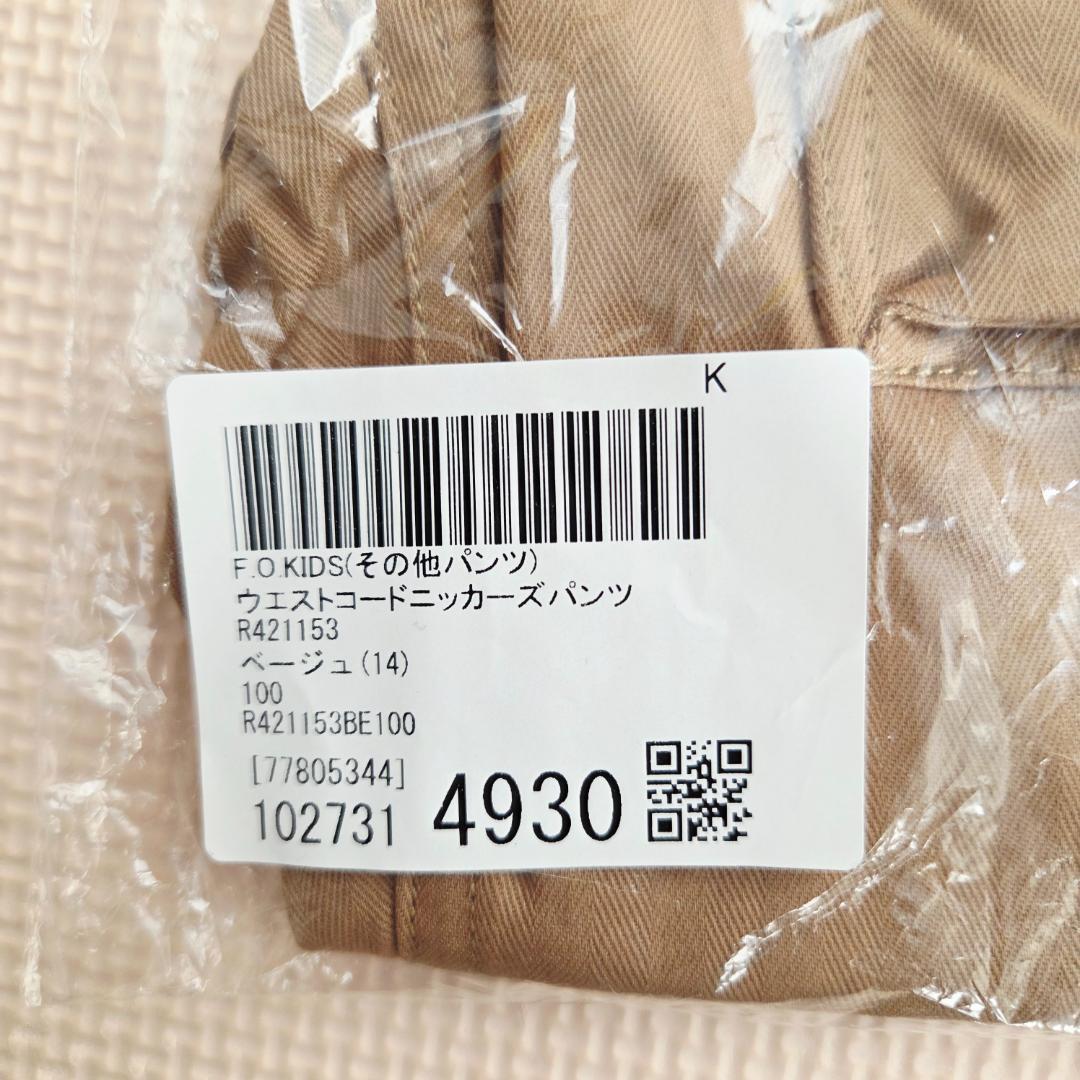 K
F.O.KIDS(その他パンツ)
ウエストコードニッカーズパンツ
R421153
ベージュ(14)
100
R421153BE100
[77805344]
102731 4930